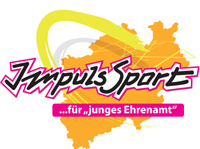 ImpulsSport
...für „junges Ehrenamt“